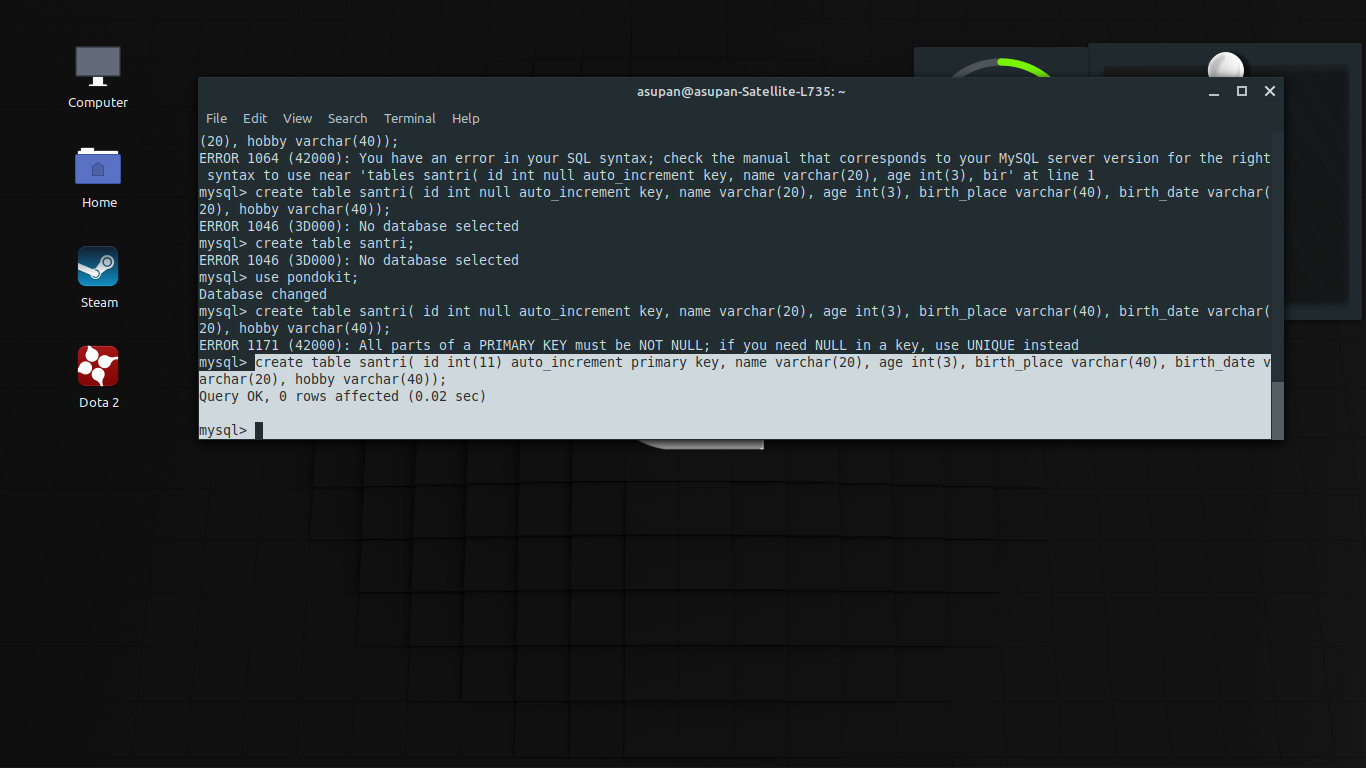 asupan@asupan-Satellite-L735: ~
File Edit View Search Terminal Help
(20), hobby varchar(40));
ERROR 1064 (42000): You have an error in your SQL syntax; check the manual that corresponds to your MySQL server version for the right
 syntax to use near 'tables santri( id int null auto_increment key, name varchar(20), age int(3), bir' at line 1
mysql> create table santri( id int null auto_increment key, name varchar(20), age int(3), birth_place varchar(40), birth_date varchar(
20), hobby varchar(40));
ERROR 1046 (3D000): No database selected
mysql> create table santri;
ERROR 1046 (3D000): No database selected
mysql> use pondokit;
Database changed
mysql> create table santri( id int null auto_increment key, name varchar(20), age int(3), birth_place varchar(40), birth_date varchar(
20), hobby varchar(40));
ERROR 1171 (42000): All parts of a PRIMARY KEY must be NOT NULL; if you need NULL in a key, use UNIQUE instead
mysql> create table santri( id int(11) auto_increment primary key, name varchar(20), age int(3), birth_place varchar(40), birth_date v
archar(20), hobby varchar(40));
Query OK, 0 rows affected (0.02 sec)
mysql>
Computer
Home
Steam
Dota 2